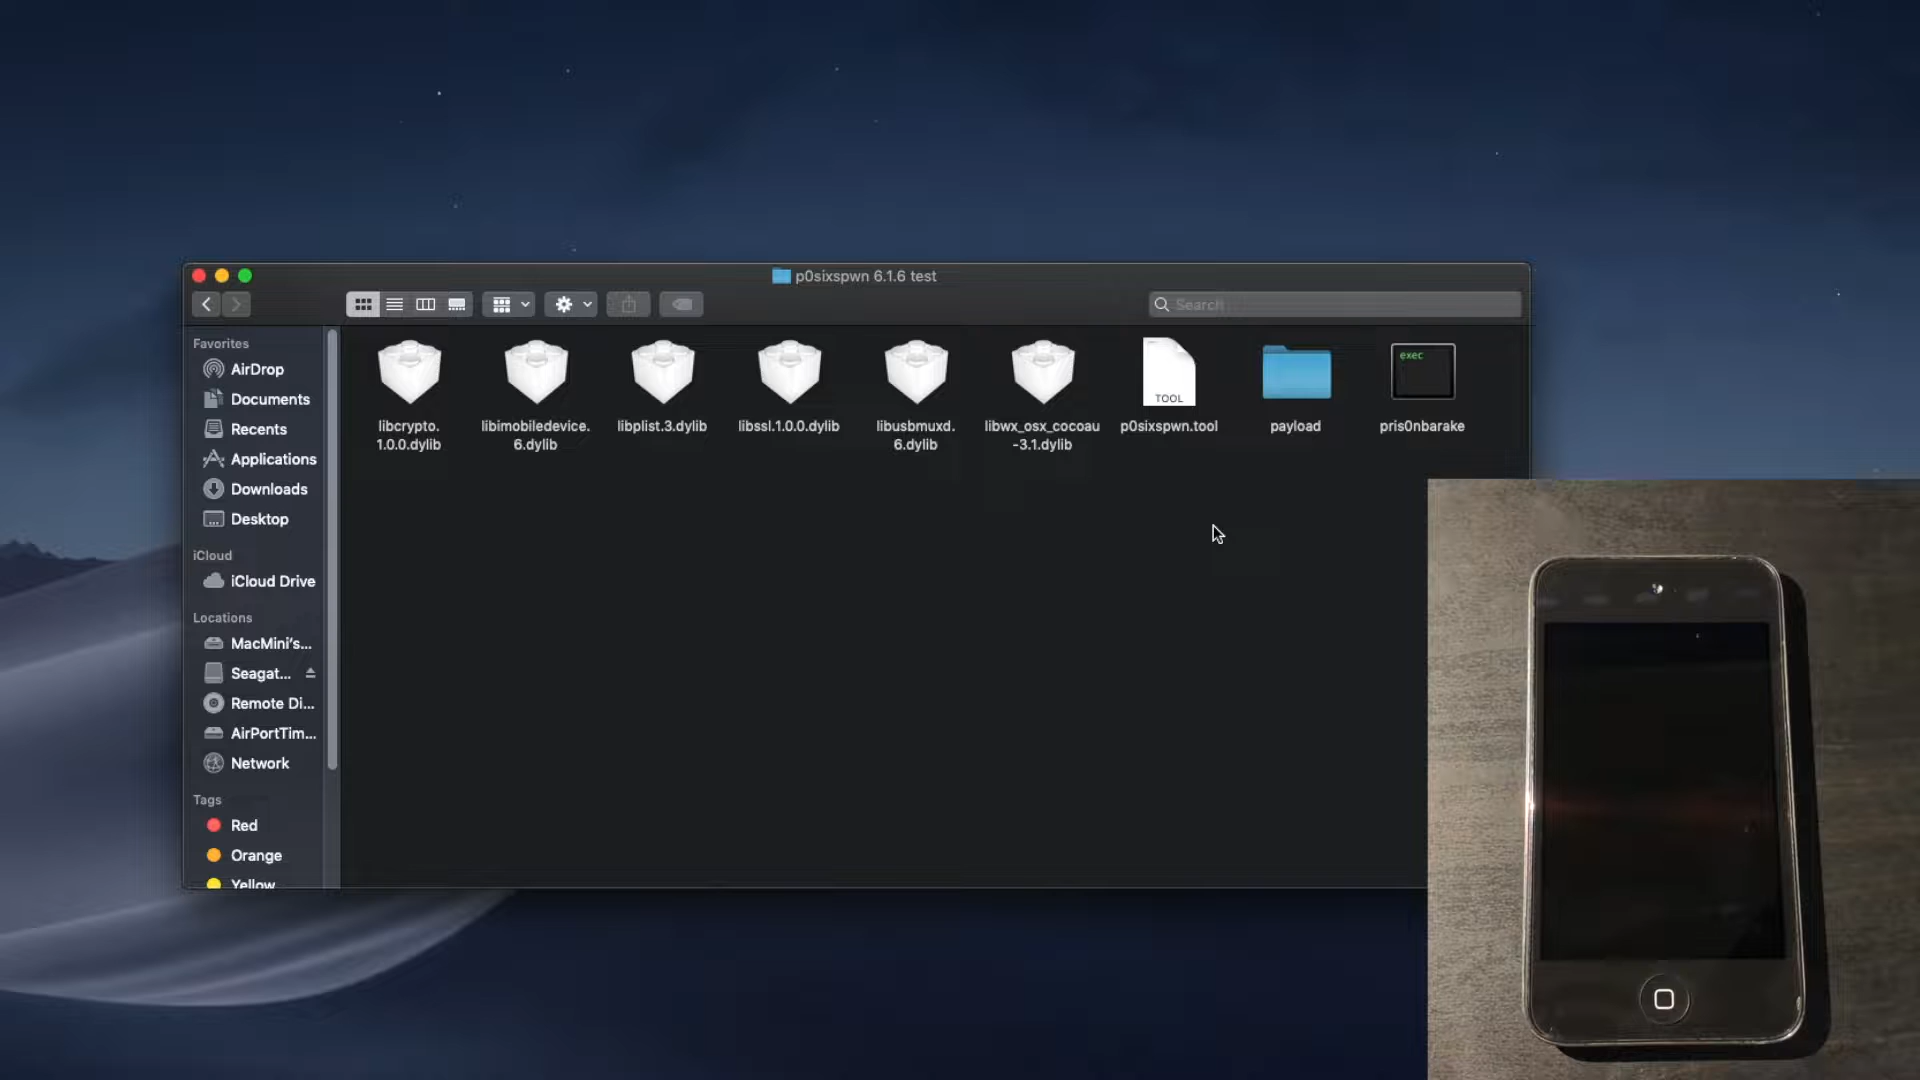 p0sixspwn 6.1.6 test
Search
Favorites
AirDrop
Documents
Recents
Applications
Downloads
Desktop
iCloud
iCloud Drive
Locations
MacMini's...
Seagat...
Remote Di...
AirPortTim...
Network
Tags
Red
Orange
Yellow
TOOL
exec
libcrypto.
1.0.0.dylib
libimobiledevice.
6.dylib
libplist.3.dylib
libssl.1.0.0.dylib
libusbmuxd.
6.dylib
libwx_osx_cocoau
-3.1.dylib
p0sixspwn.tool
payload
pris0nbarake